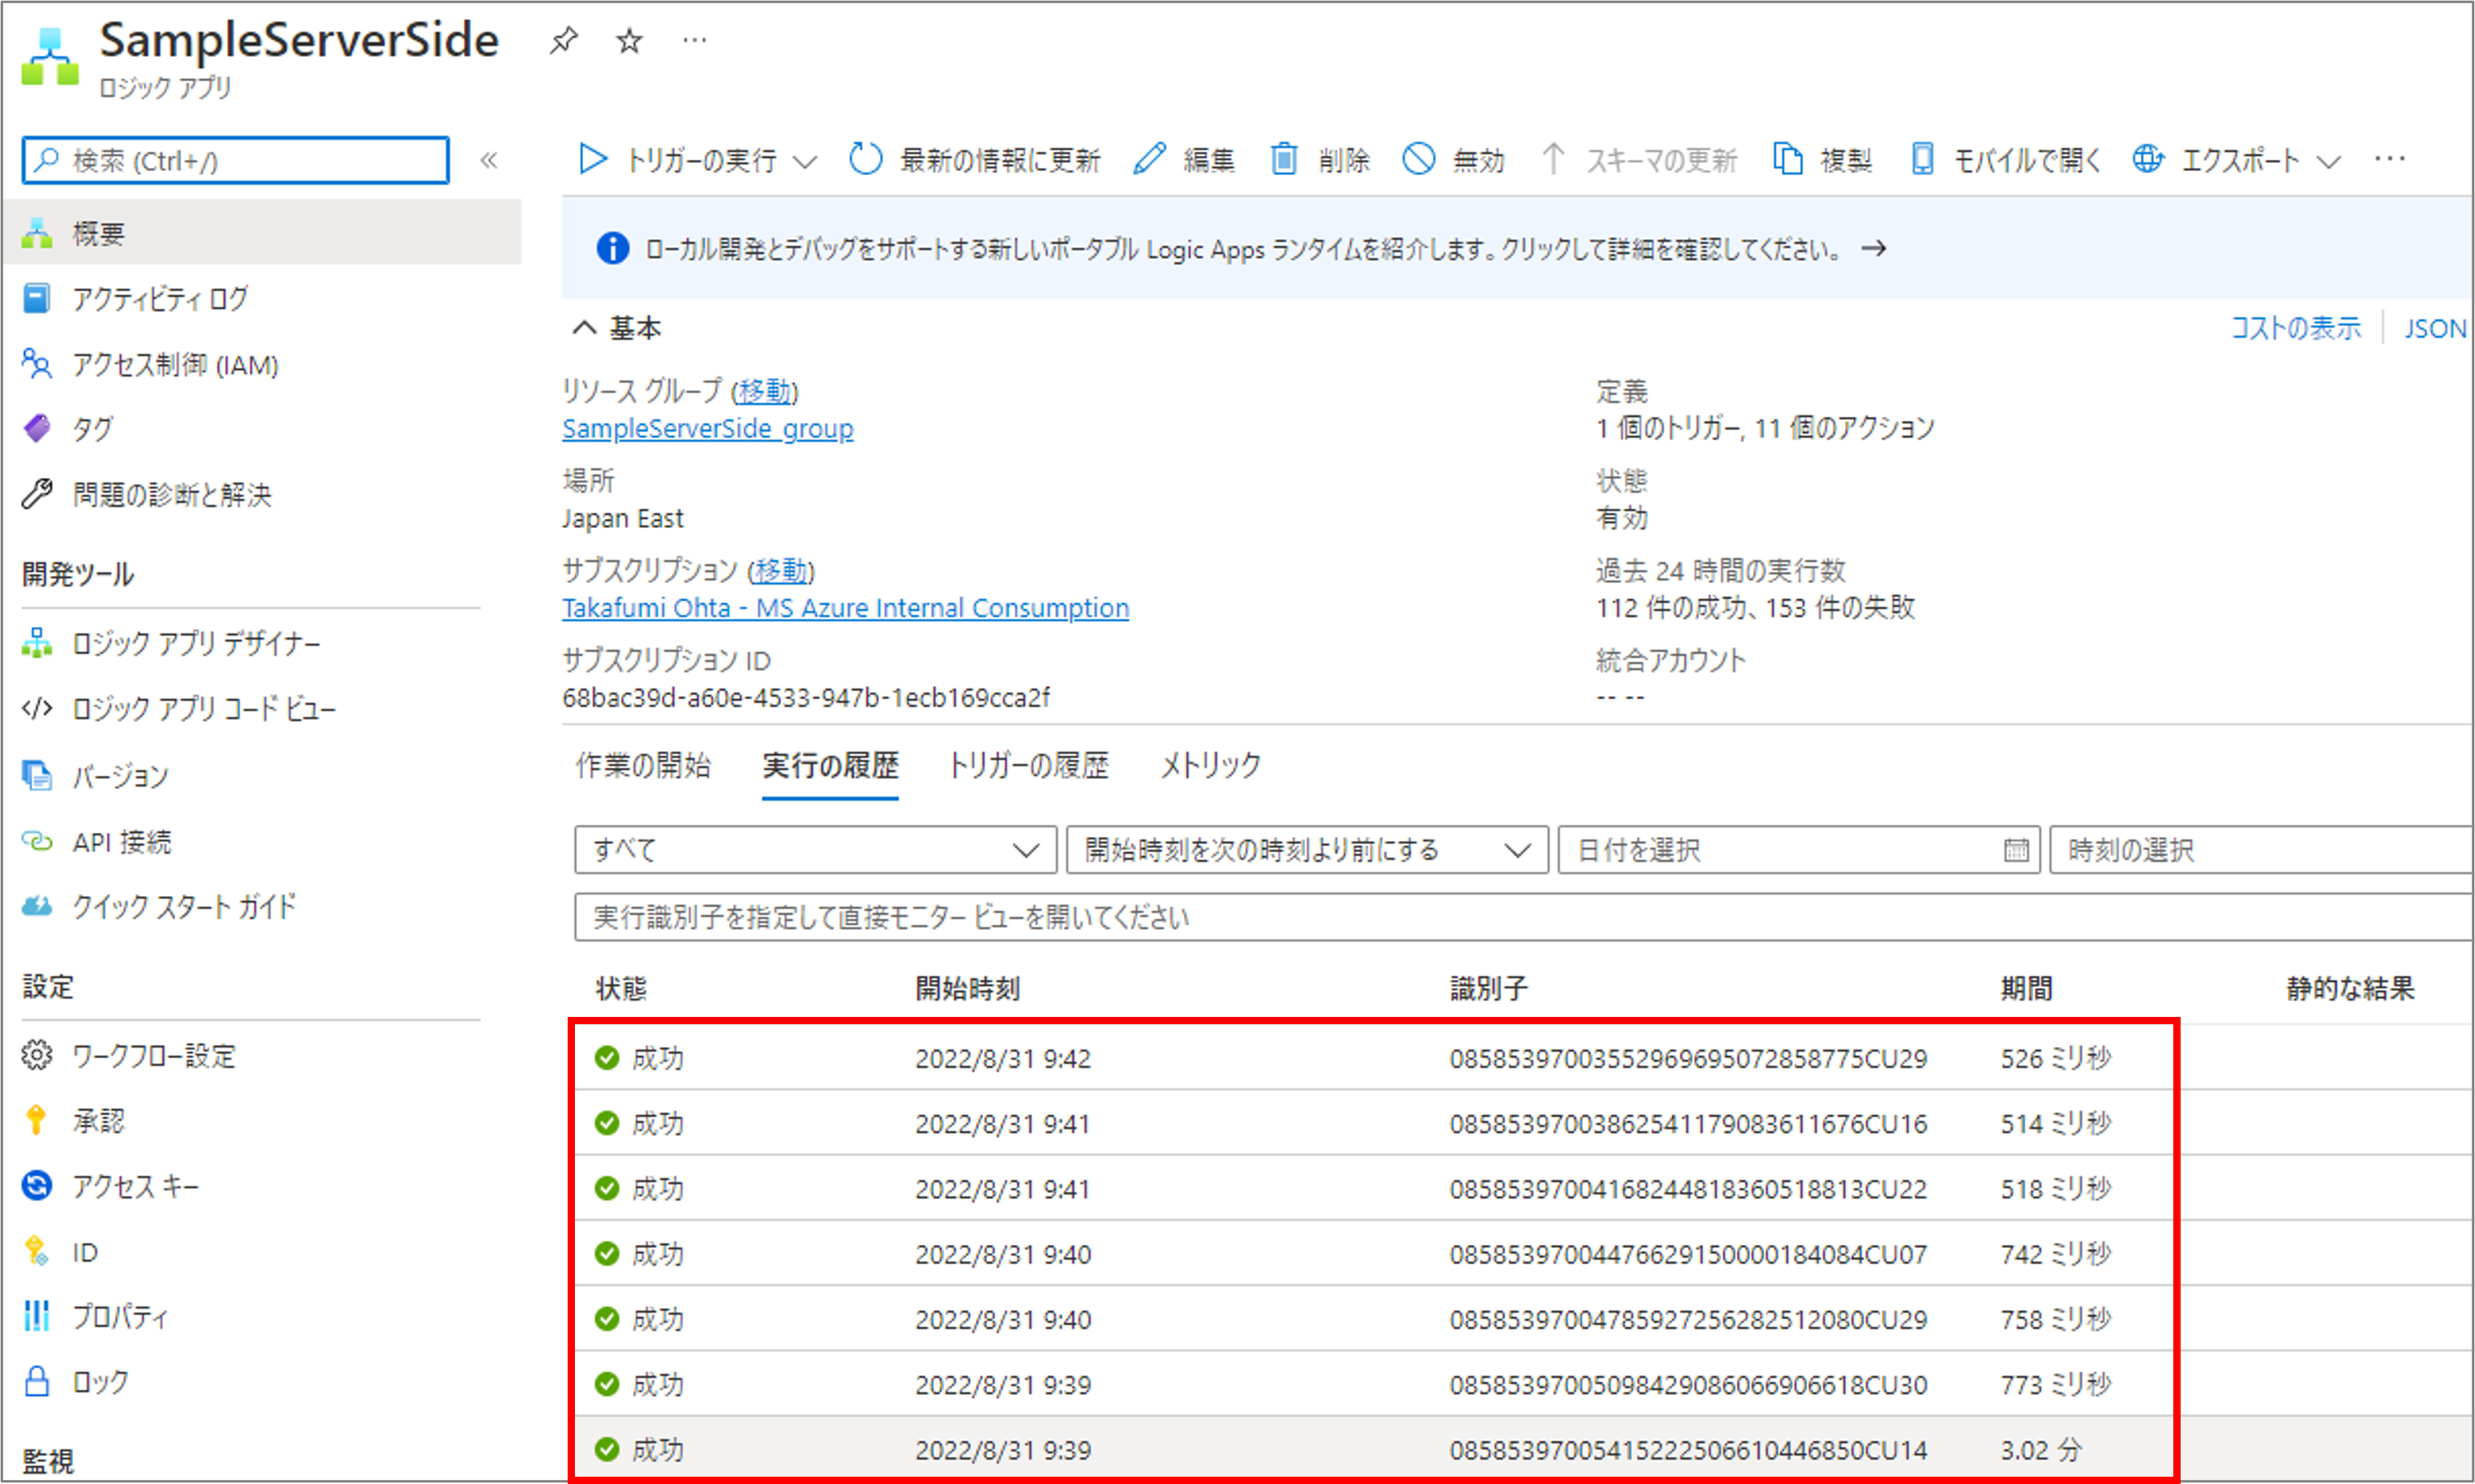 SampleServerSide
ロジック アプリ
検索 (Ctrl+/)
概要
アクティビティ ログ
アクセス制御 (IAM)
タグ
問題の診断と解決
開発ツール
ロジック アプリ デザイナー
ロジック アプリ コード ビュー
バージョン
API 接続
クイック スタート ガイド
設定
ワークフロー設定
承認
アクセス キー
ID
プロパティ
ロック
監視
トリガーの実行 最新の情報に更新 編集 削除 無効 スキーマの更新 複製 モバイルで開く エクスポート
ローカル開発とデバッグをサポートする新しいポータブル Logic Apps ランタイムを紹介します。クリックして詳細を確認してください。 →
基本 コストの表示 JSON
リソース グループ (移動)
SampleServerSide_group
場所
Japan East
サブスクリプション (移動)
Takafumi Ohta - MS Azure Internal Consumption
サブスクリプション ID
68bac39d-a60e-4533-947b-1ecb169cca2f
定義
1 個のトリガー, 11 個のアクション
状態
有効
過去 24 時間の実行数
112 件の成功、153 件の失敗
統合アカウント
-- --
作業の開始 実行の履歴 トリガーの履歴 メトリック
すべて 開始時刻を次の時刻より前にする 日付を選択 時刻の選択
実行識別子を指定して直接モニター ビューを開いてください
状態 開始時刻 識別子 期間 静的な結果
成功 2022/8/31 9:42 08585397003552969695072858775CU29 526 ミリ秒
成功 2022/8/31 9:41 08585397003862541179083611676CU16 514 ミリ秒
成功 2022/8/31 9:41 08585397004168244818360518813CU22 518 ミリ秒
成功 2022/8/31 9:40 08585397004476629150000184084CU07 742 ミリ秒
成功 2022/8/31 9:40 08585397004785927256282512080CU29 758 ミリ秒
成功 2022/8/31 9:39 08585397005098429086066906618CU30 773 ミリ秒
成功 2022/8/31 9:39 08585397005415222506610446850CU14 3.02 分